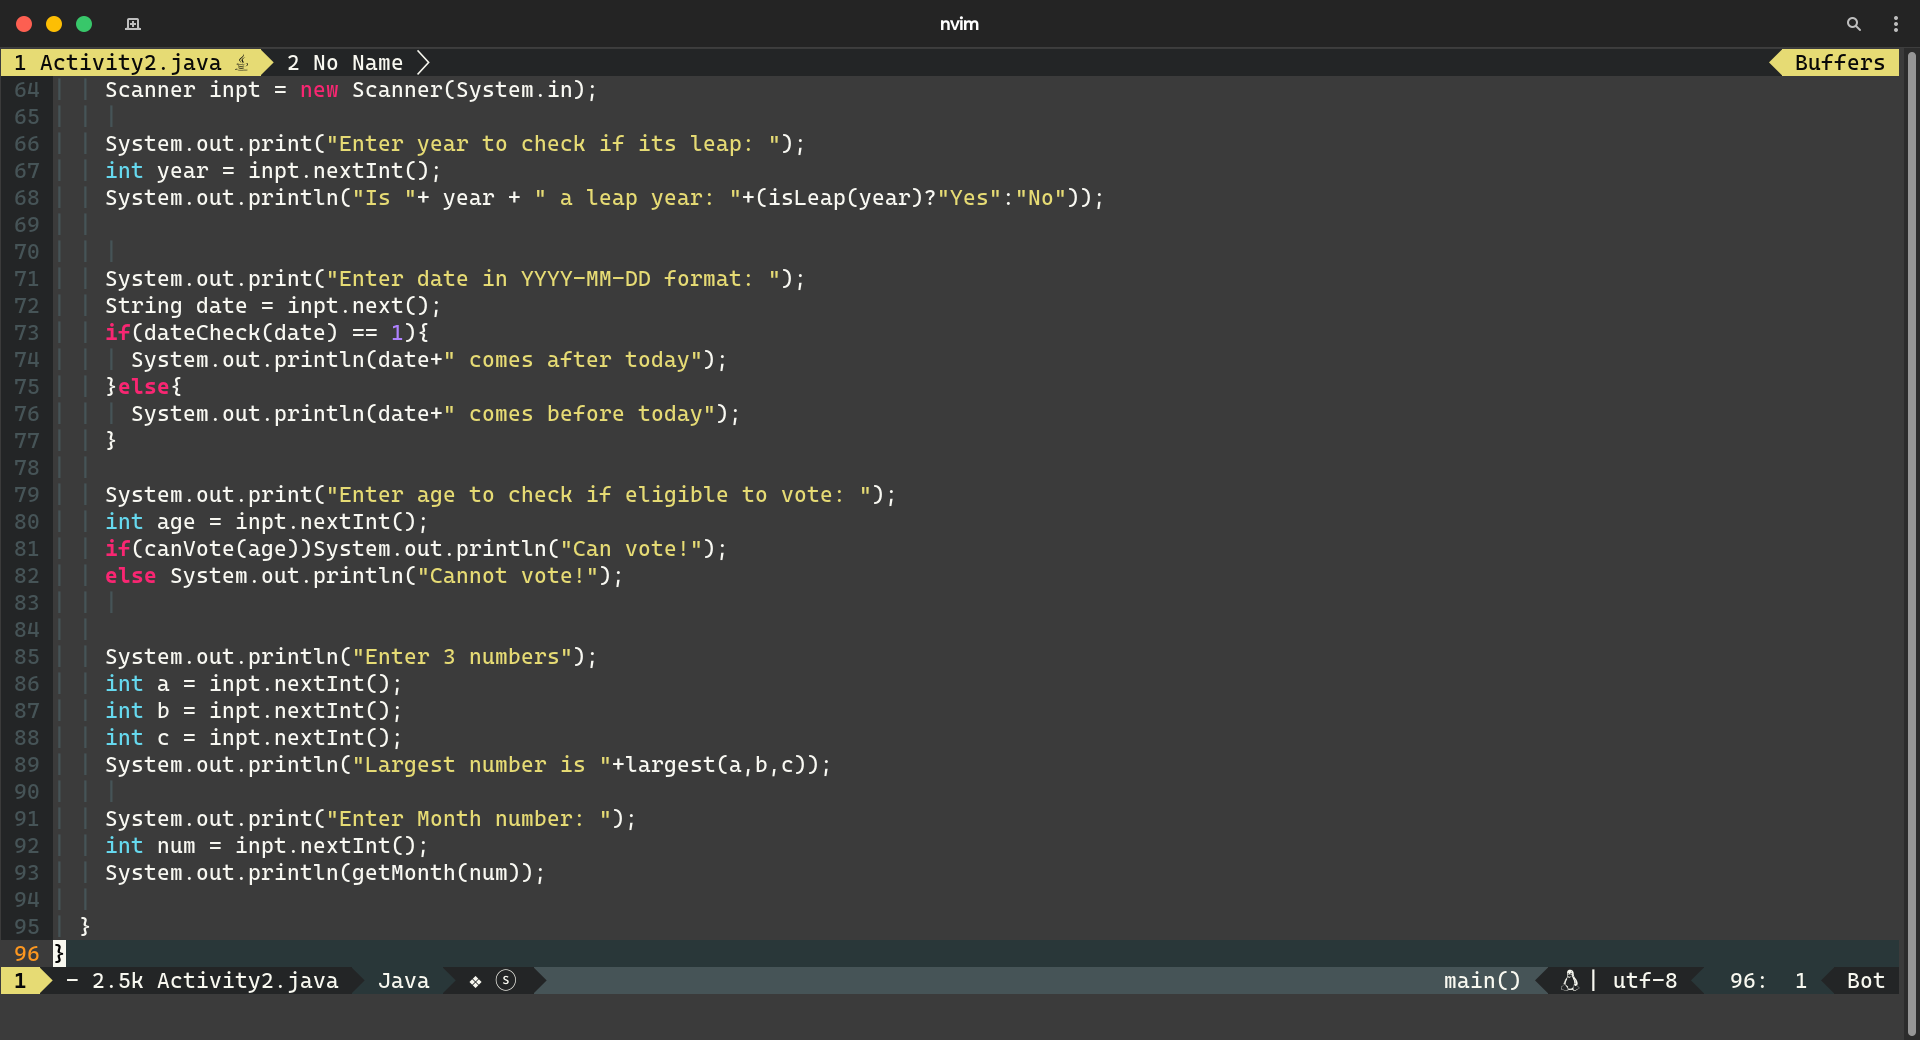 nvim
1 Activity2.java 2 No Name Buffers
64 Scanner inpt = new Scanner(System.in);
65
66 System.out.print("Enter year to check if its leap: ");
67 int year = inpt.nextInt();
68 System.out.println("Is "+ year + " a leap year: "+(isLeap(year)?"Yes":"No"));
69
70
71 System.out.print("Enter date in YYYY-MM-DD format: ");
72 String date = inpt.next();
73 if(dateCheck(date) == 1){
74 System.out.println(date+" comes after today");
75 }else{
76 System.out.println(date+" comes before today");
77 }
78
79 System.out.print("Enter age to check if eligible to vote: ");
80 int age = inpt.nextInt();
81 if(canVote(age))System.out.println("Can vote!");
82 else System.out.println("Cannot vote!");
83
84
85 System.out.println("Enter 3 numbers");
86 int a = inpt.nextInt();
87 int b = inpt.nextInt();
88 int c = inpt.nextInt();
89 System.out.println("Largest number is "+largest(a,b,c));
90
91 System.out.print("Enter Month number: ");
92 int num = inpt.nextInt();
93 System.out.println(getMonth(num));
94
95 }
96 }
1 - 2.5k Activity2.java Java ❖ Ⓢ main() | utf-8 96: 1 Bot